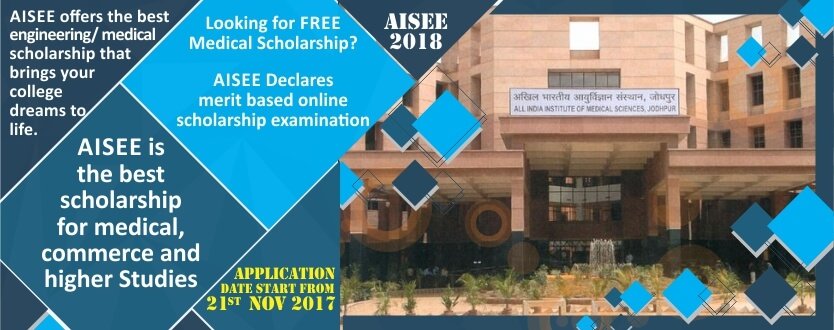 AISEE offers the best
engineering/ medical
scholarship that
brings your
college
dreams to
life.
Looking for FREE
Medical Scholarship?
AISEE Declares
merit based online
scholarship examination
AISEE
2018
AISEE is
the best
scholarship
for medical,
commerce and
higher Studies
APPLICATION
DATE START FROM
21ST NOV 2017
अखिल भारतीय आयुर्विज्ञान संस्थान, जोधपुर
ALL INDIA INSTITUTE OF MEDICAL SCIENCES, JODHPUR